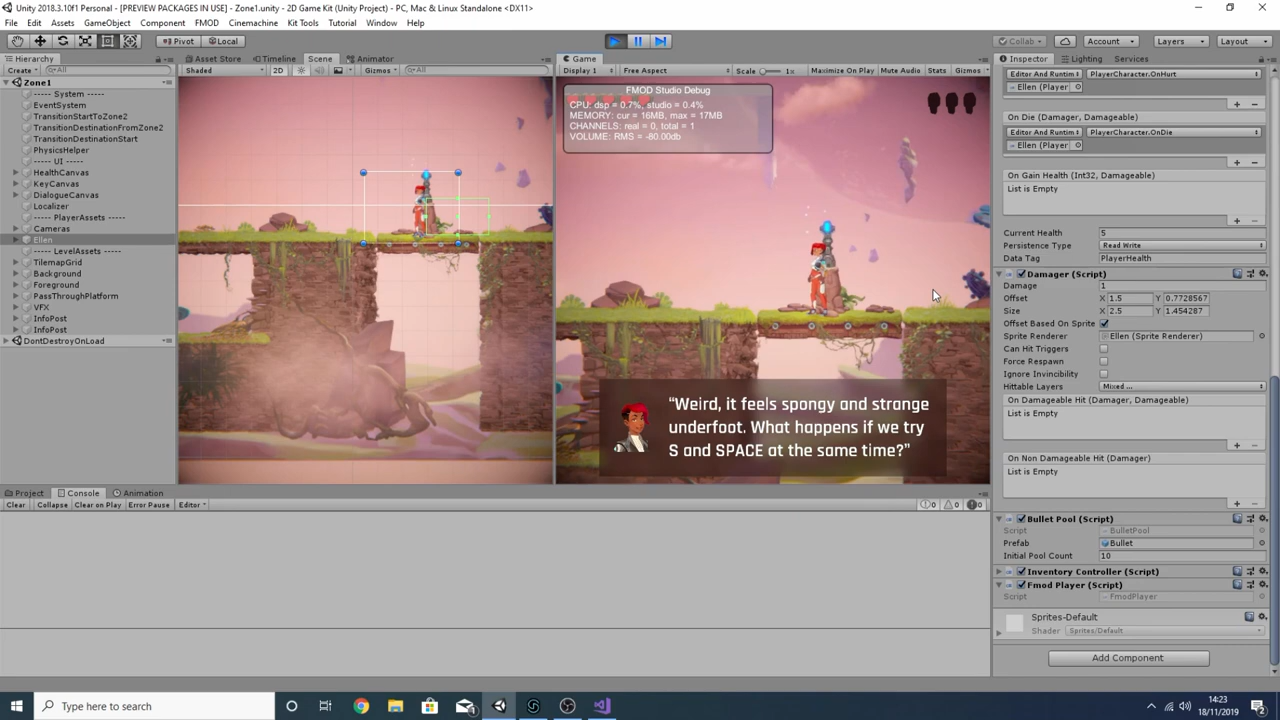 Unity 2018.3.10f1 Personal - [PREVIEW PACKAGES IN USE] - Zone1.unity - 2D Game Kit (Unity Project) - PC, Mac & Linux Standalone <DX11>
File Edit Assets GameObject Component FMOD Cinemachine Kit Tools Tutorial Window Help
Pivot Local Collab Account Layers Layout
Hierarchy
Create All
Zone1
----- System -----
EventSystem
TransitionStartToZone2
TransitionDestinationFromZone2
TransitionDestinationStart
PhysicsHelper
----- UI -----
HealthCanvas
KeyCanvas
DialogueCanvas
Localizer
----- PlayerAssets -----
Cameras
Ellen
----- LevelAssets -----
TilemapGrid
Background
Foreground
PassThroughPlatform
VFX
InfoPost
InfoPost
DontDestroyOnLoad
Asset Store Timeline Scene Animator
Shaded 2D Gizmos All
Game
Display 1 Free Aspect Scale 1x Maximize On Play Mute Audio Stats Gizmos
FMOD Studio Debug
CPU: dsp = 0.7%, studio = 0.4%
MEMORY: cur = 16MB, max = 17MB
CHANNELS: real = 0, total = 1
VOLUME: RMS = -80.00db
“Weird, it feels spongy and strange
underfoot. What happens if we try
S and SPACE at the same time?”
Inspector Lighting Services
Editor And Runtim PlayerCharacter.OnHurt
Ellen (Player
On Die (Damager, Damageable)
Editor And Runtim PlayerCharacter.OnDie
Ellen (Player
On Gain Health (Int32, Damageable)
List is Empty
Current Health 5
Persistence Type Read Write
Data Tag PlayerHealth
Damager (Script)
Damage 1
Offset X 1.5 Y 0.7728567
Size X 2.5 Y 1.454287
Offset Based On Sprite
Sprite Renderer Ellen (Sprite Renderer)
Can Hit Triggers
Force Respawn
Ignore Invincibility
Hittable Layers Mixed ...
On Damageable Hit (Damager, Damageable)
List is Empty
On Non Damageable Hit (Damager)
List is Empty
Bullet Pool (Script)
Script BulletPool
Prefab Bullet
Initial Pool Count 10
Inventory Controller (Script)
Fmod Player (Script)
Script FmodPlayer
Sprites-Default
Shader Sprites/Default
Add Component
Project Console Animation
Clear Collapse Clear on Play Error Pause Editor 0 0 0
Type here to search
14:23
18/11/2019
2